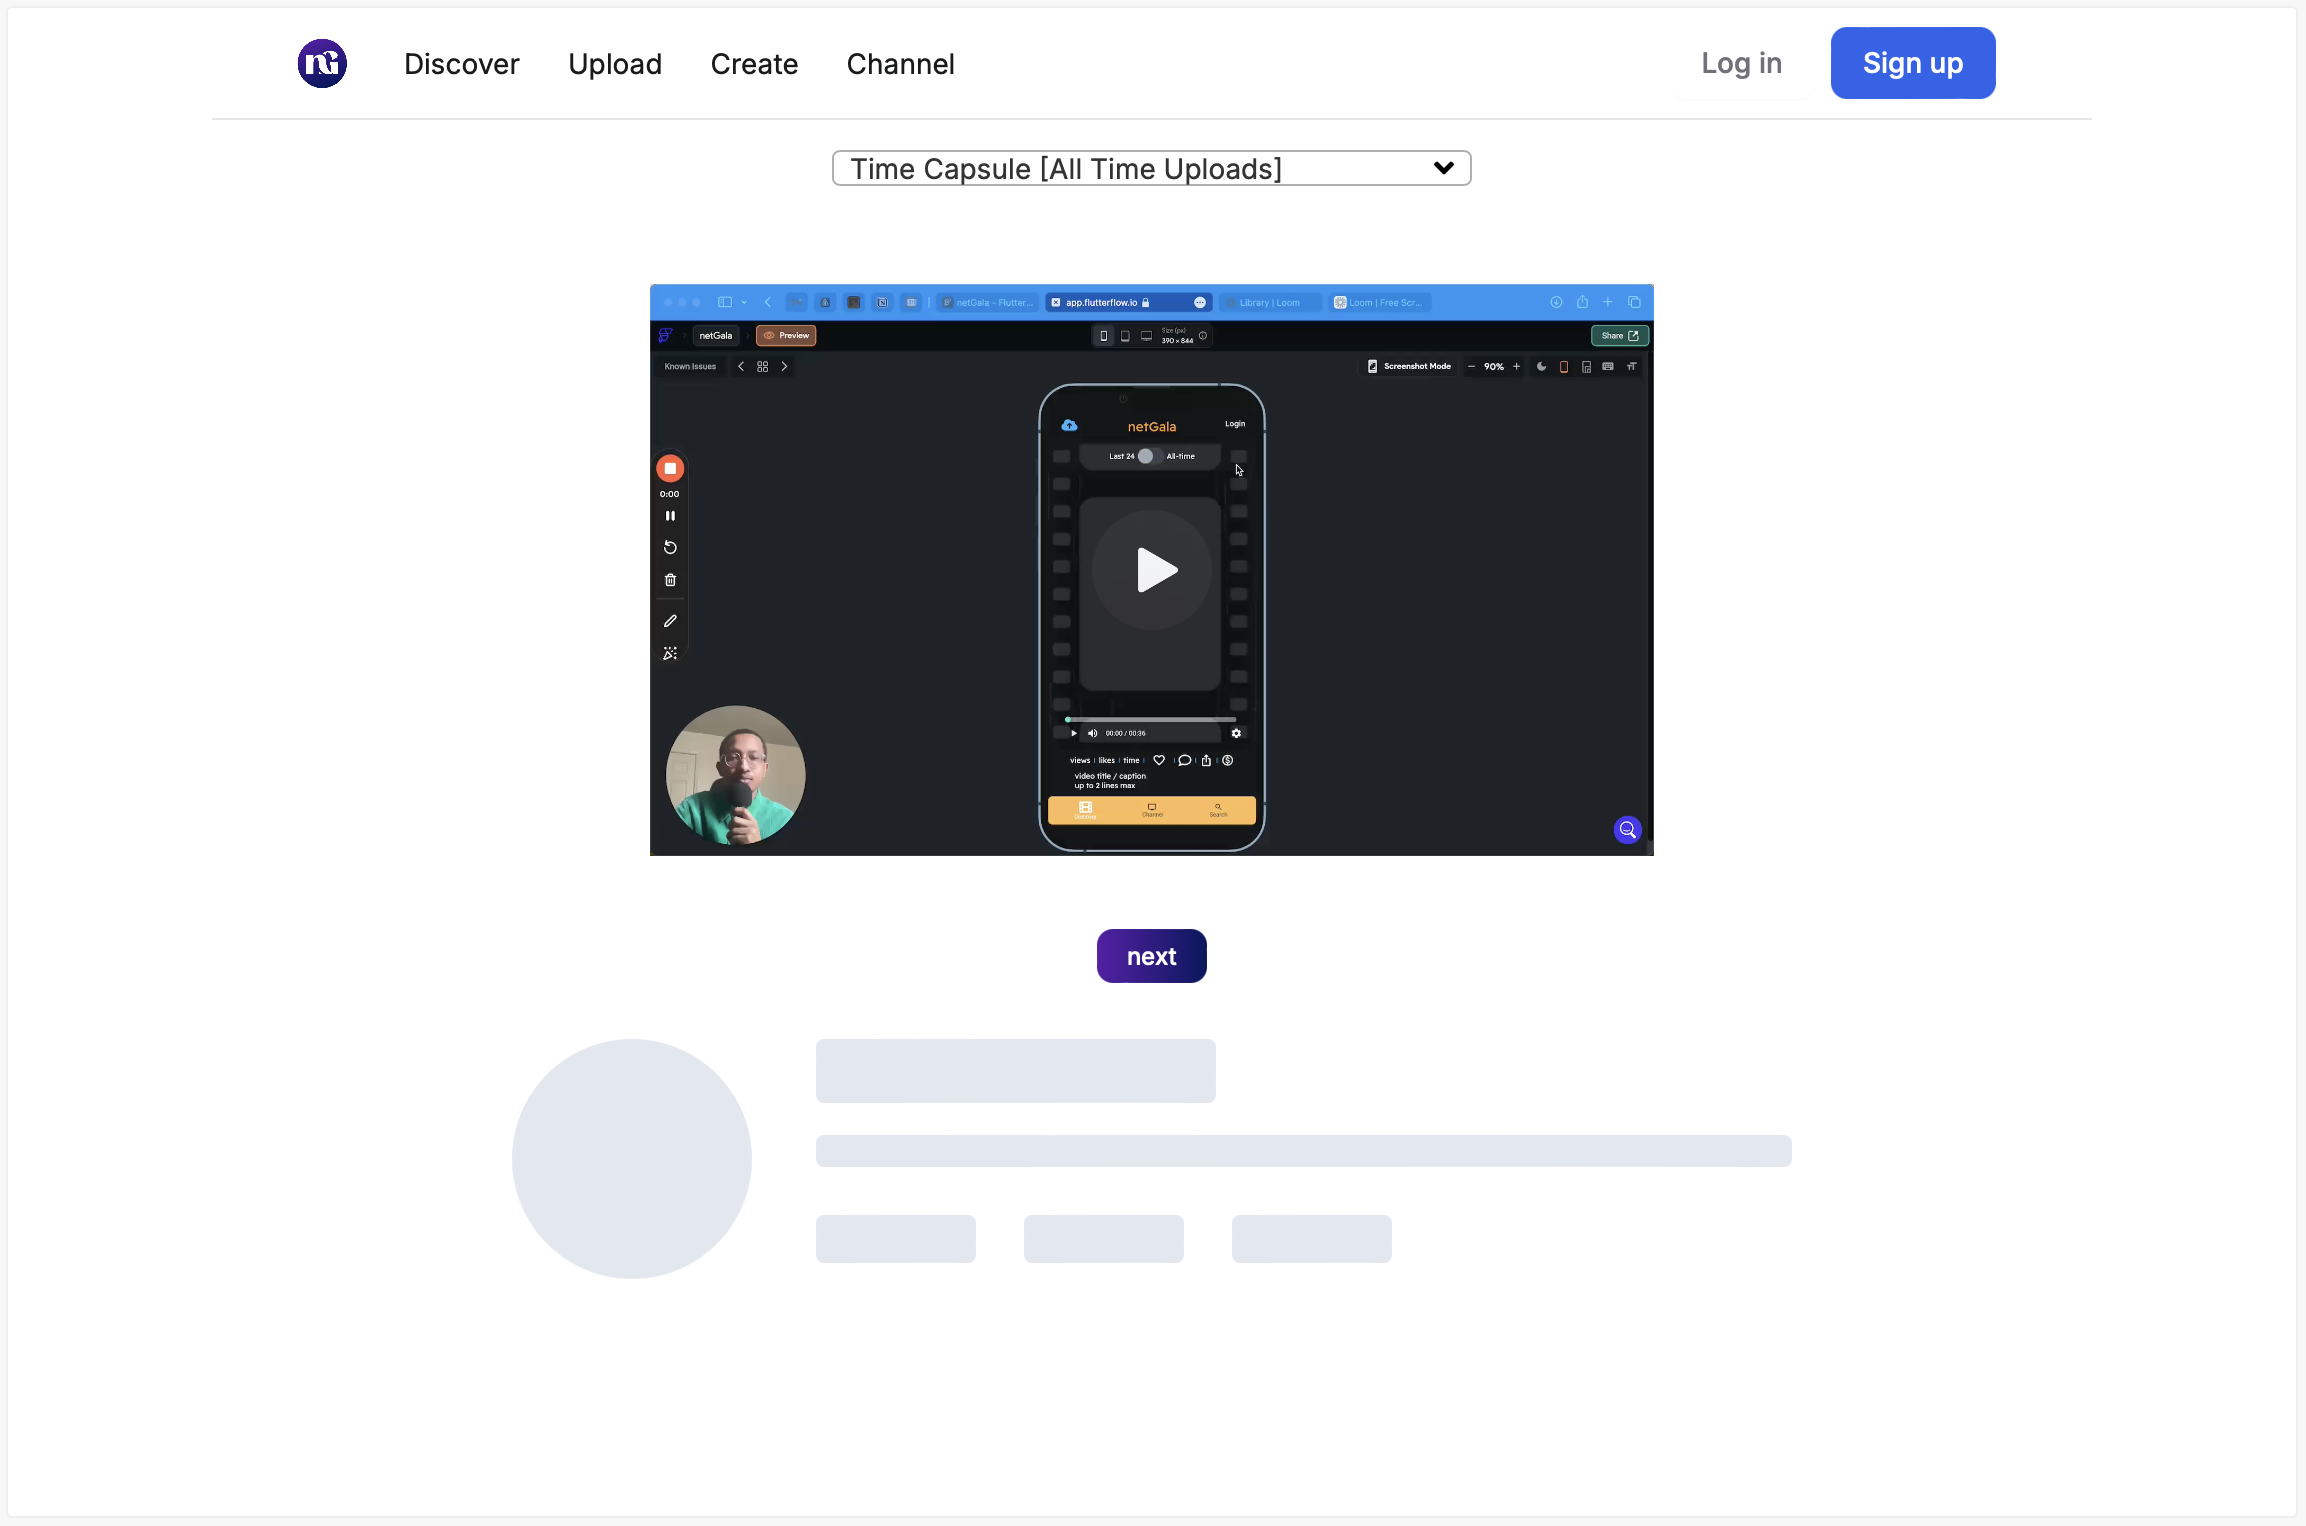 nG
Discover Upload Create Channel Log in Sign up
Time Capsule [All Time Uploads]
netGala - Flutter... app.flutterflow.io Library | Loom Loom | Free Scr...
netGala Preview Size (px) Share
390 × 844
Known Issues Screenshot Mode 90%
netGala Login
Last 24 All-time
0:00
00:00 / 00:36
views likes time
video title / caption
up to 2 lines max
Discovery Channel Search
next